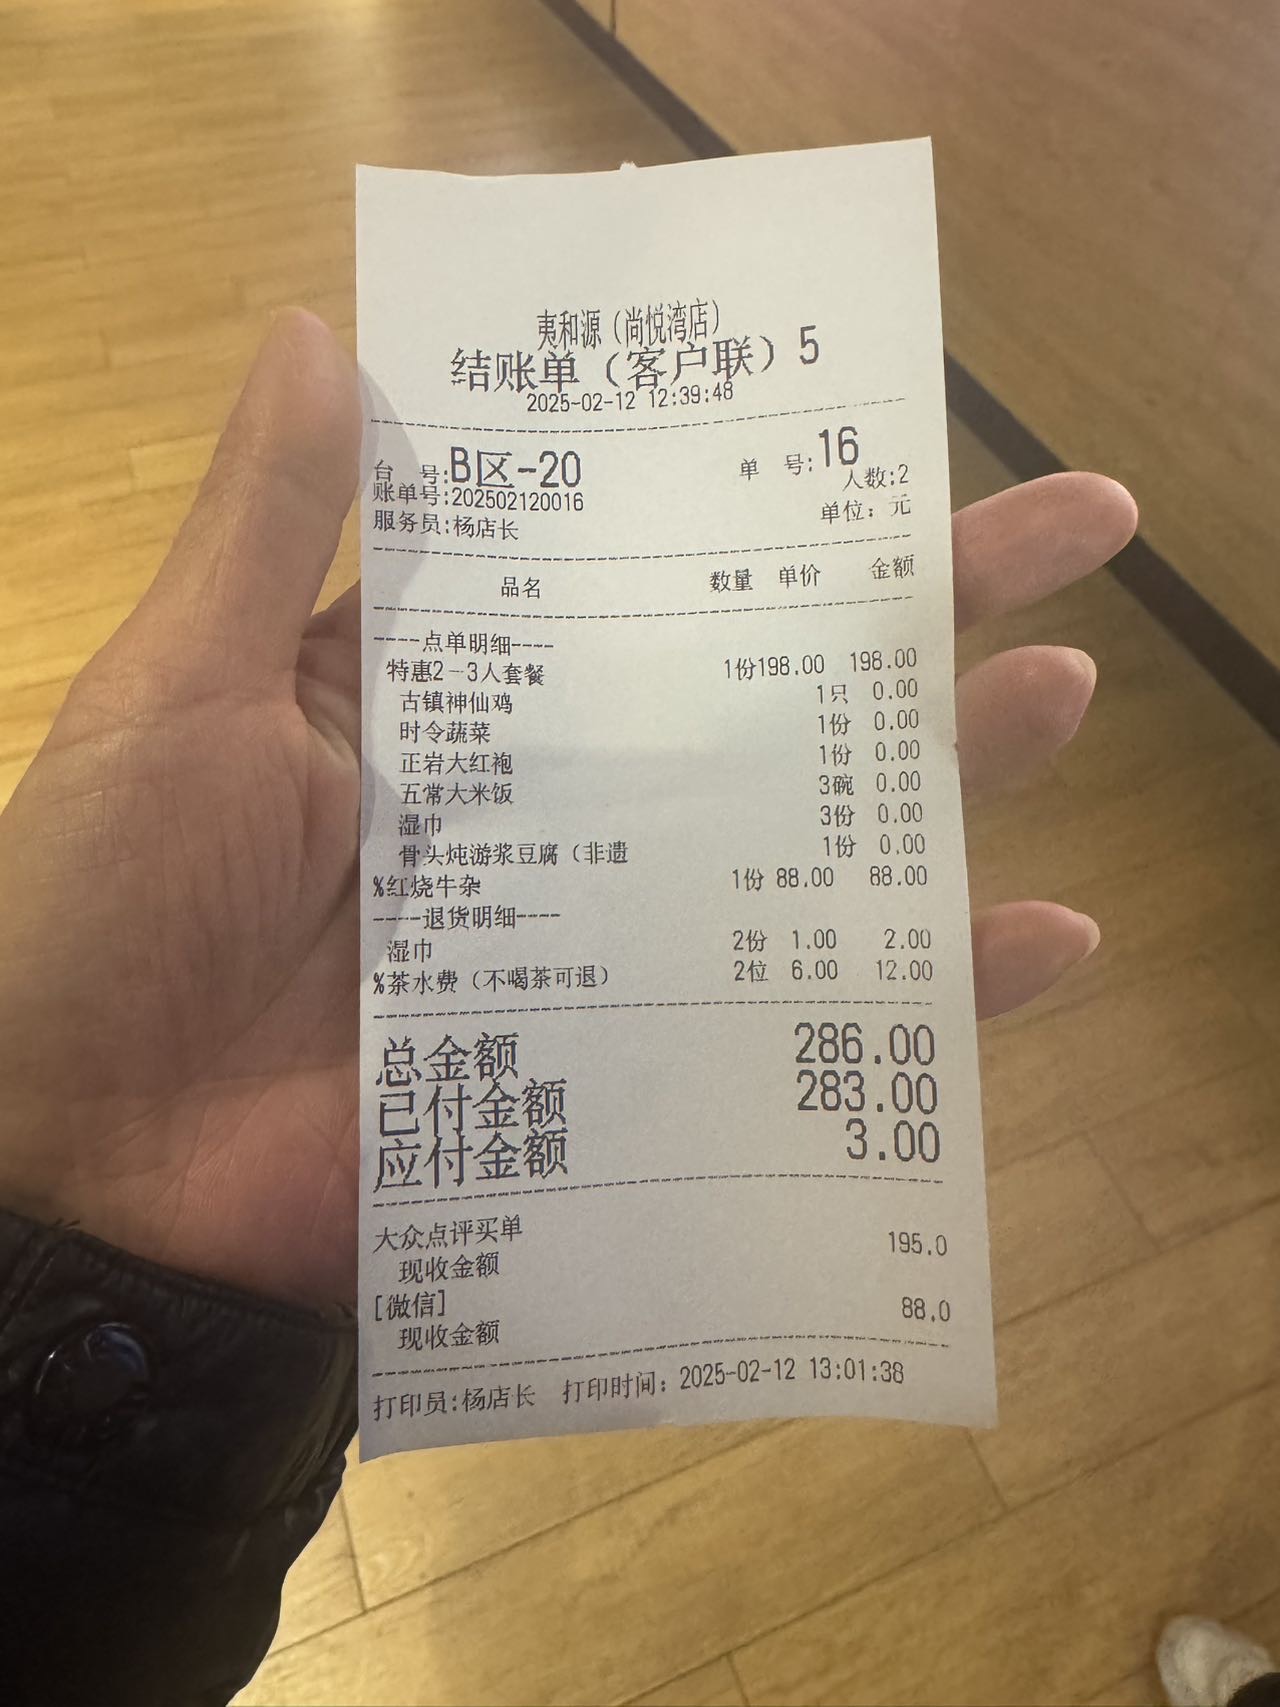 夷和源（尚悦湾店）
结账单（客户联）5
2025-02-12 12:39:48
台 号:B区-20 单 号:16
账单号:202502120016 人数:2
服务员:杨店长 单位：元
品名 数量 单价 金额
----点单明细----
特惠2-3人套餐 1份198.00 198.00
古镇神仙鸡 1只 0.00
时令蔬菜 1份 0.00
正岩大红袍 1份 0.00
五常大米饭 3碗 0.00
湿巾 3份 0.00
骨头炖游浆豆腐（非遗 1份 0.00
%红烧牛杂 1份 88.00 88.00
----退货明细----
湿巾 2份 1.00 2.00
%茶水费（不喝茶可退） 2位 6.00 12.00
总金额 286.00
已付金额 283.00
应付金额 3.00
大众点评买单 195.0
现收金额
[微信] 88.0
现收金额
打印员:杨店长 打印时间：2025-02-12 13:01:38